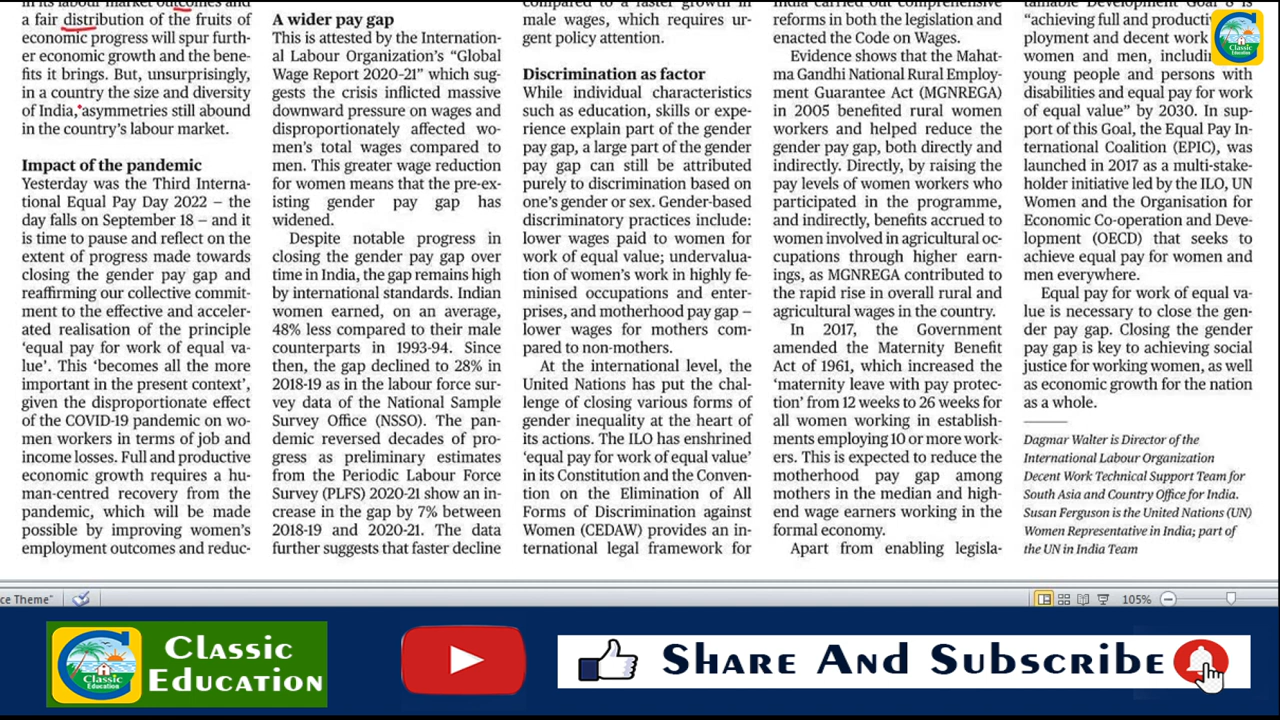 in its labour market outcomes and
a fair distribution of the fruits of
economic progress will spur furth-
er economic growth and the bene-
fits it brings. But, unsurprisingly,
in a country the size and diversity
of India, asymmetries still abound
in the country's labour market.
Impact of the pandemic
Yesterday was the Third Interna-
tional Equal Pay Day 2022 – the
day falls on September 18 – and it
is time to pause and reflect on the
extent of progress made towards
closing the gender pay gap and
reaffirming our collective commit-
ment to the effective and acceler-
ated realisation of the principle
'equal pay for work of equal va-
lue'. This 'becomes all the more
important in the present context',
given the disproportionate effect
of the COVID-19 pandemic on wo-
men workers in terms of job and
income losses. Full and productive
economic growth requires a hu-
man-centred recovery from the
pandemic, which will be made
possible by improving women's
employment outcomes and reduc-
A wider pay gap
This is attested by the Internation-
al Labour Organization's “Global
Wage Report 2020–21” which sug-
gests the crisis inflicted massive
downward pressure on wages and
disproportionately affected wo-
men's total wages compared to
men. This greater wage reduction
for women means that the pre-ex-
isting gender pay gap has
widened.
Despite notable progress in
closing the gender pay gap over
time in India, the gap remains high
by international standards. Indian
women earned, on an average,
48% less compared to their male
counterparts in 1993-94. Since
then, the gap declined to 28% in
2018-19 as in the labour force sur-
vey data of the National Sample
Survey Office (NSSO). The pan-
demic reversed decades of pro-
gress as preliminary estimates
from the Periodic Labour Force
Survey (PLFS) 2020-21 show an in-
crease in the gap by 7% between
2018-19 and 2020-21. The data
further suggests that faster decline
compared to a faster growth in
male wages, which requires ur-
gent policy attention.
Discrimination as factor
While individual characteristics
such as education, skills or expe-
rience explain part of the gender
pay gap, a large part of the gender
pay gap can still be attributed
purely to discrimination based on
one's gender or sex. Gender-based
discriminatory practices include:
lower wages paid to women for
work of equal value; undervalua-
tion of women's work in highly fe-
minised occupations and enter-
prises, and motherhood pay gap –
lower wages for mothers com-
pared to non-mothers.
At the international level, the
United Nations has put the chal-
lenge of closing various forms of
gender inequality at the heart of
its actions. The ILO has enshrined
'equal pay for work of equal value'
in its Constitution and the Conven-
tion on the Elimination of All
Forms of Discrimination against
Women (CEDAW) provides an in-
ternational legal framework for
India carried out comprehensive
reforms in both the legislation and
enacted the Code on Wages.
Evidence shows that the Mahat-
ma Gandhi National Rural Employ-
ment Guarantee Act (MGNREGA)
in 2005 benefited rural women
workers and helped reduce the
gender pay gap, both directly and
indirectly. Directly, by raising the
pay levels of women workers who
participated in the programme,
and indirectly, benefits accrued to
women involved in agricultural oc-
cupations through higher earn-
ings, as MGNREGA contributed to
the rapid rise in overall rural and
agricultural wages in the country.
In 2017, the Government
amended the Maternity Benefit
Act of 1961, which increased the
'maternity leave with pay protec-
tion' from 12 weeks to 26 weeks for
all women working in establish-
ments employing 10 or more work-
ers. This is expected to reduce the
motherhood pay gap among
mothers in the median and high-
end wage earners working in the
formal economy.
Apart from enabling legisla-
tainable Development Goal 8 is
“achieving full and product
ployment and decent work
women and men, includin
young people and persons with
disabilities and equal pay for work
of equal value” by 2030. In sup-
port of this Goal, the Equal Pay In-
ternational Coalition (EPIC), was
launched in 2017 as a multi-stake-
holder initiative led by the ILO, UN
Women and the Organisation for
Economic Co-operation and Deve-
lopment (OECD) that seeks to
achieve equal pay for women and
men everywhere.
Equal pay for work of equal va-
lue is necessary to close the gen-
der pay gap. Closing the gender
pay gap is key to achieving social
justice for working women, as well
as economic growth for the nation
as a whole.
Dagmar Walter is Director of the
International Labour Organization
Decent Work Technical Support Team for
South Asia and Country Office for India.
Susan Ferguson is the United Nations (UN)
Women Representative in India; part of
the UN in India Team
Classic
Education
ce Theme"
105%
Classic
Education
Classic
Education
Share And Subscribe